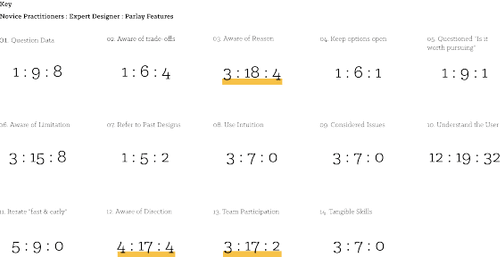 Key
Novice Practitioners : Expert Designer : Parlay Features
01. Question Data
02. Aware of trade-offs
03. Aware of Reason
04. Keep options open
05. Questioned "is it
worth pursuing"
1 : 9 : 8
1 : 6 : 4
3 : 18 : 4
1 : 6 : 1
1 : 9 : 1
06. Aware of Limitation
07. Refer to Past Designs
08. Use Intuition
09. Considered Issues
10. Understand the User
3 : 15 : 8
1 : 5 : 2
3 : 7 : 0
3 : 7 : 0
12 : 19 : 32
11. Iterate "fast & early"
12. Aware of Direction
13. Team Participation
14. Tangible Skills
5 : 9 : 0
4 : 17 : 4
3 : 17 : 2
3 : 7 : 0